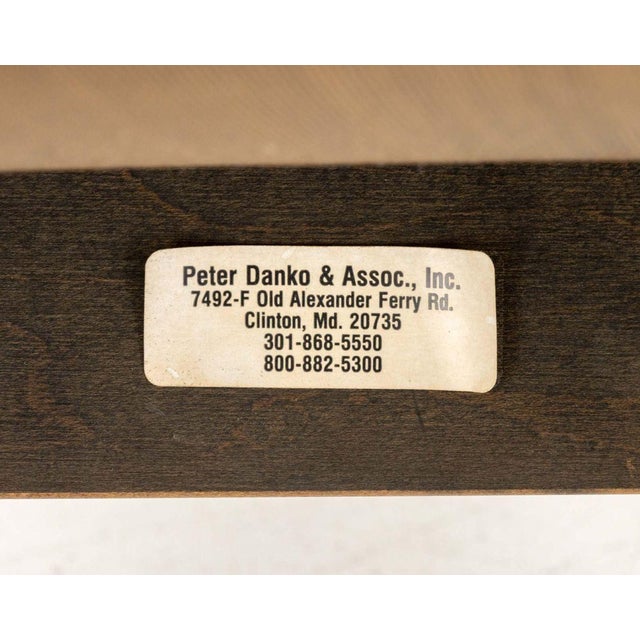 Peter Danko & Assoc., Inc.
7492-F Old Alexander Ferry Rd.
Clinton, Md. 20735
301-868-5550
800-882-5300